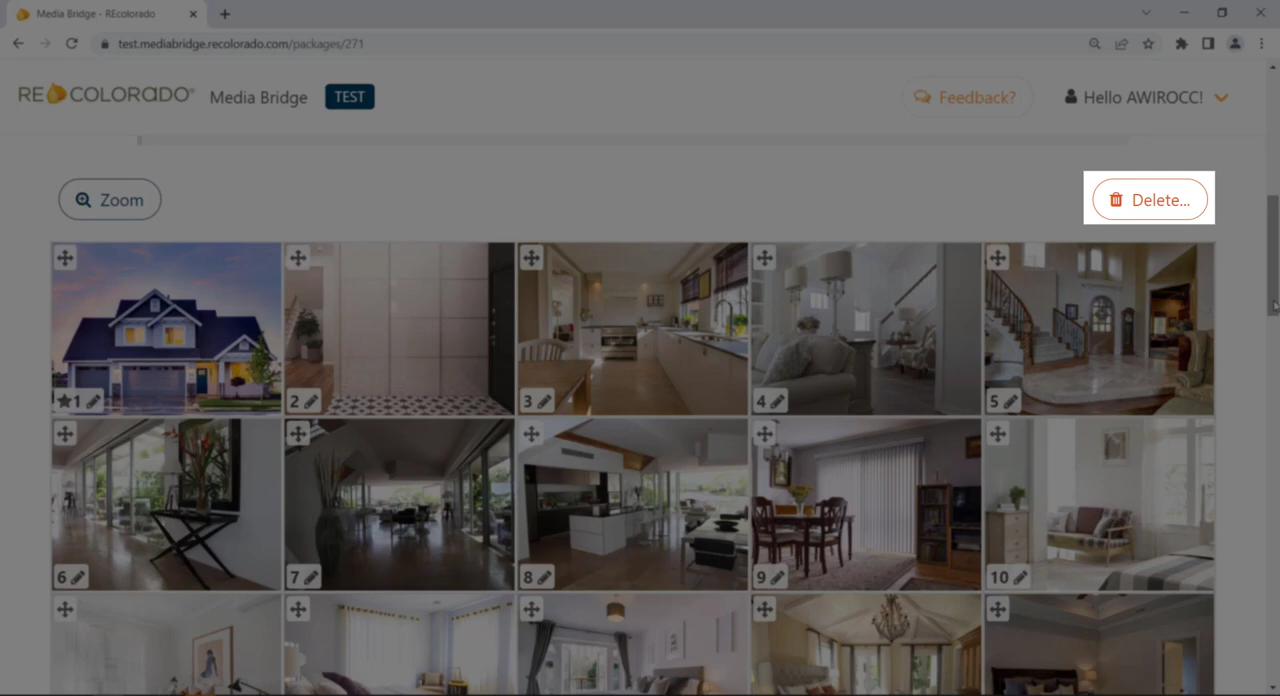 Media Bridge - REcolorado
test.mediabridge.recolorado.com/packages/271
RECOLORADO® Media Bridge TEST Feedback? Hello AWIROCC!
Zoom Delete...
1 2 3 4 5
6 7 8 9 10